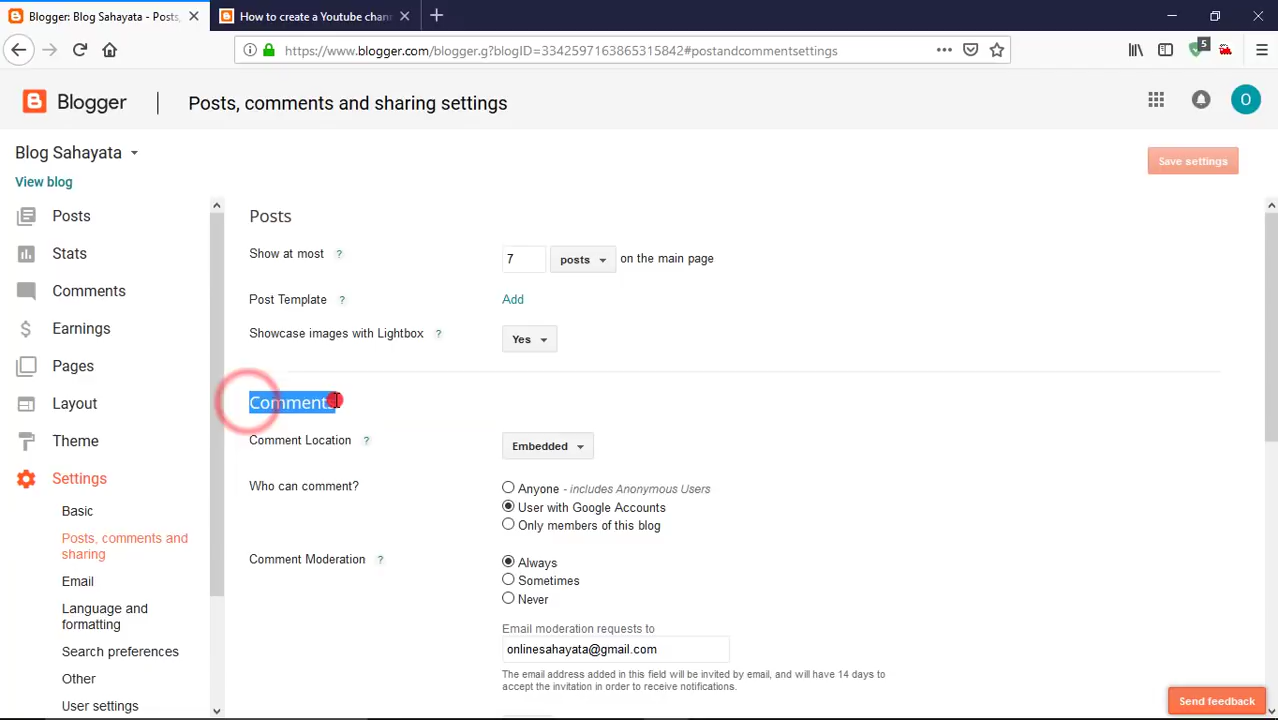 Blogger: Blog Sahayata - Posts,
How to create a Youtube chan
https://www.blogger.com/blogger.g?blogID=3342597163865315842#postandcommentsettings
5
Blogger
Posts, comments and sharing settings
O
Blog Sahayata
View blog
Save settings
Posts
Stats
Comments
Earnings
Pages
Layout
Theme
Settings
Basic
Posts, comments and
sharing
Email
Language and
formatting
Search preferences
Other
User settings
Posts
Show at most ?
7 posts on the main page
Post Template ?
Add
Showcase images with Lightbox ?
Yes
Comments
Comment Location ?
Embedded
Who can comment?
Anyone - includes Anonymous Users
User with Google Accounts
Only members of this blog
Comment Moderation ?
Always
Sometimes
Never
Email moderation requests to
onlinesahayata@gmail.com
The email address added in this field will be invited by email, and will have 14 days to
accept the invitation in order to receive notifications.
Send feedback